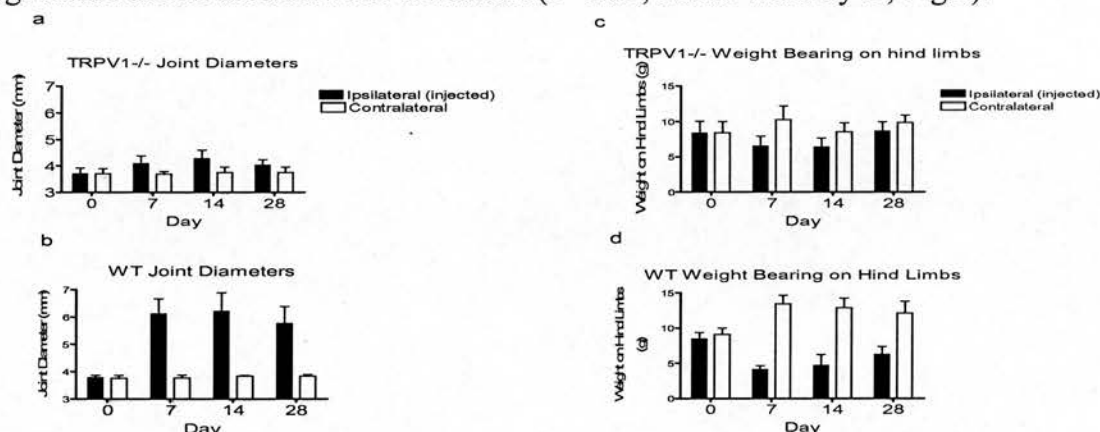 a
TRPV1-/- Joint Diameters
Joint Diameter (mm)
7
6
5
4
3
Ipsilateral (injected)
Contralateral
0 7 14 28
Day
b
WT Joint Diameters
Joint Diameter (mm)
7
6
5
4
3
0 7 14 28
Day
c
TRPV1-/- Weight Bearing on hind limbs
Weight on Hind Limbs (g)
15
10
5
0
Ipsilateral (injected)
Contralateral
0 7 14 28
Day
d
WT Weight Bearing on Hind Limbs
Weight on Hind Limbs
(g)
15
10
5
0
0 7 14 28
Day